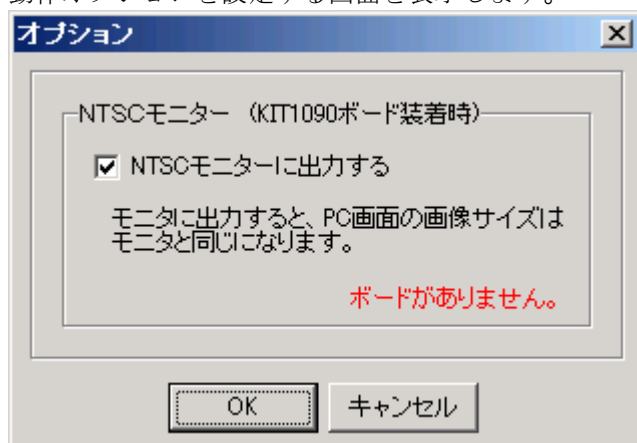 動作オプションを設定する画面を表示します。
オプション
NTSCモニター （KIT1090ボード装着時）
NTSCモニターに出力する
モニタに出力すると、PC画面の画像サイズは
モニタと同じになります。
ボードがありません。
OK
キャンセル